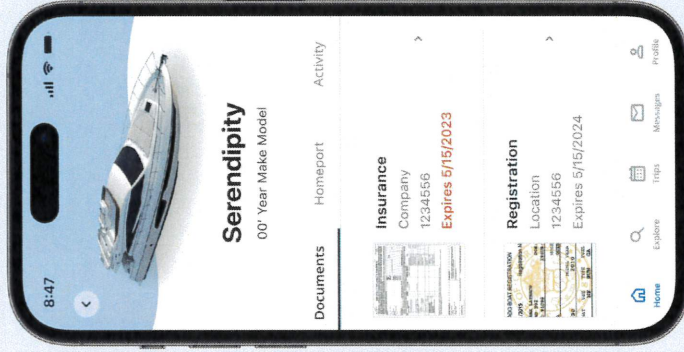 8:47
Serendipity
00' Year Make Model
Documents
Homeport
Activity
Insurance
Company
1234556
Expires 5/15/2023
Registration
Location
1234556
Expires 5/15/2024
Home
Explore
Trips
Messages
Profile